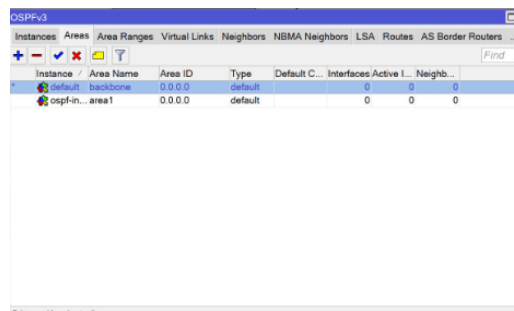 OSPFv3
Instances Areas Area Ranges Virtual Links Neighbors NBMA Neighbors LSA Routes AS Border Routers ...
Find
Instance / Area Name Area ID Type Default C... Interfaces Active I... Neighb...
* default backbone 0.0.0.0 default 0 0 0
ospf-in... area1 0.0.0.0 default 0 0 0